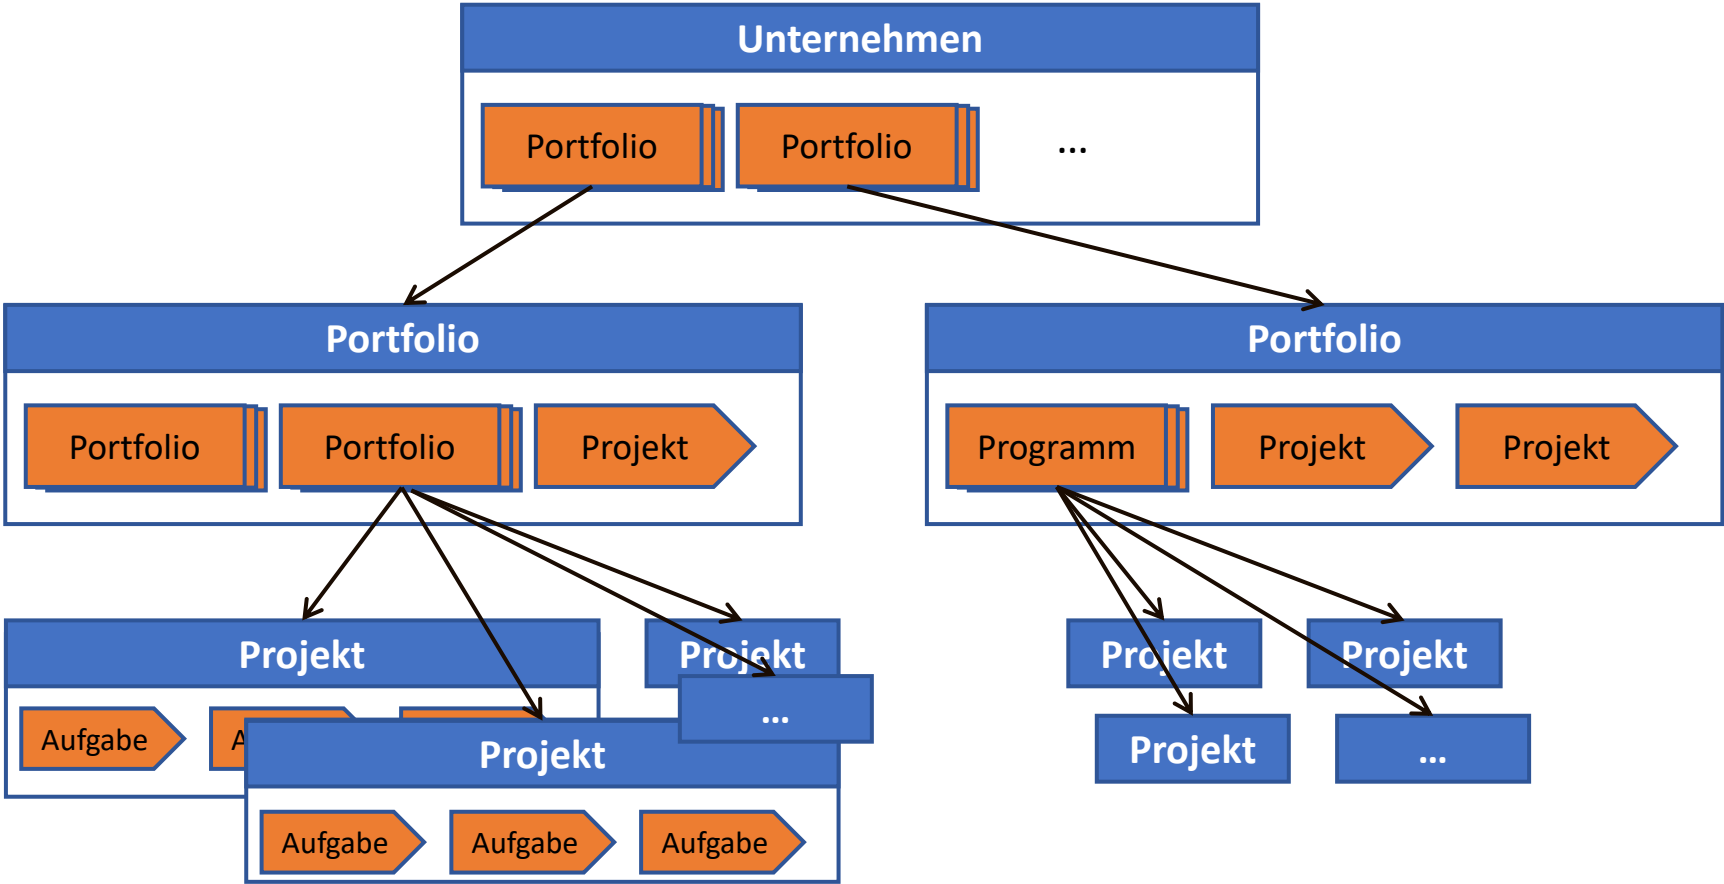 Unternehmen
Portfolio
Portfolio
...
Portfolio
Portfolio
Portfolio
Projekt
Portfolio
Programm
Projekt
Projekt
Projekt
Aufgabe
A
Projekt
...
Projekt
Aufgabe
Aufgabe
Aufgabe
Projekt
Projekt
Projekt
...